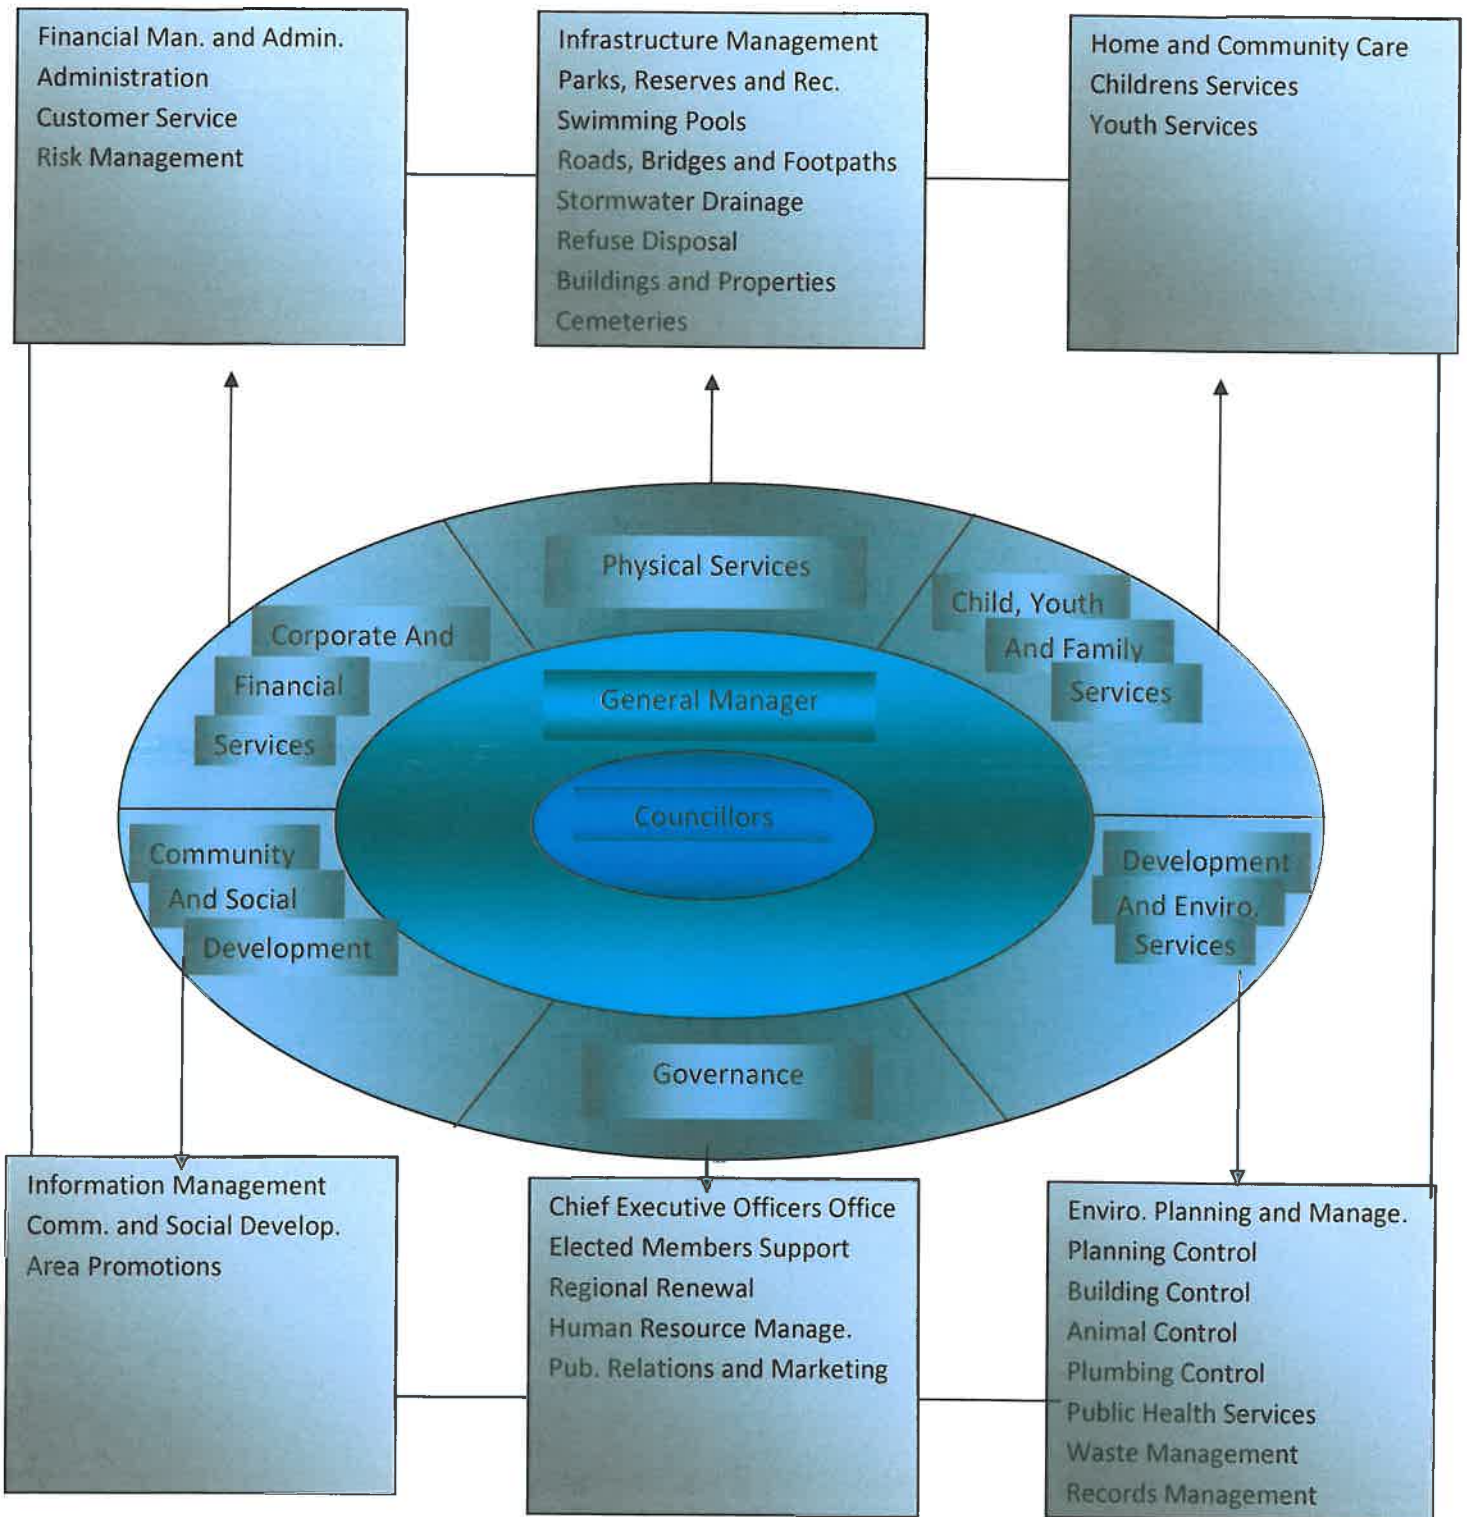 Financial Man. and Admin.
Administration
Customer Service
Risk Management
Infrastructure Management
Parks, Reserves and Rec.
Swimming Pools
Roads, Bridges and Footpaths
Stormwater Drainage
Refuse Disposal
Buildings and Properties
Cemeteries
Home and Community Care
Childrens Services
Youth Services
Physical Services
Corporate And
Financial
Services
Child, Youth
And Family
Services
General Manager
Councillors
Community
And Social
Development
Development
And Enviro.
Services
Governance
Information Management
Comm. and Social Develop.
Area Promotions
Chief Executive Officers Office
Elected Members Support
Regional Renewal
Human Resource Manage.
Pub. Relations and Marketing
Enviro. Planning and Manage.
Planning Control
Building Control
Animal Control
Plumbing Control
Public Health Services
Waste Management
Records Management